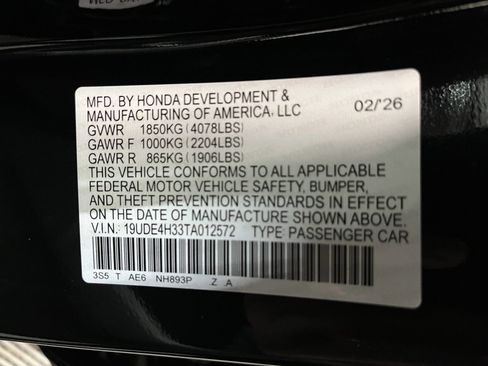 MFD. BY HONDA DEVELOPMENT &
MANUFACTURING OF AMERICA, LLC 02/'26
GVWR 1850KG (4078LBS)
GAWR F 1000KG (2204LBS)
GAWR R 865KG (1906LBS)
THIS VEHICLE CONFORMS TO ALL APPLICABLE
FEDERAL MOTOR VEHICLE SAFETY, BUMPER,
AND THEFT PREVENTION STANDARDS IN EFFECT
ON THE DATE OF MANUFACTURE SHOWN ABOVE.
V.I.N.: 19UDE4H33TA012572 TYPE: PASSENGER CAR
3S5 T AE6 NH893P .Z .A